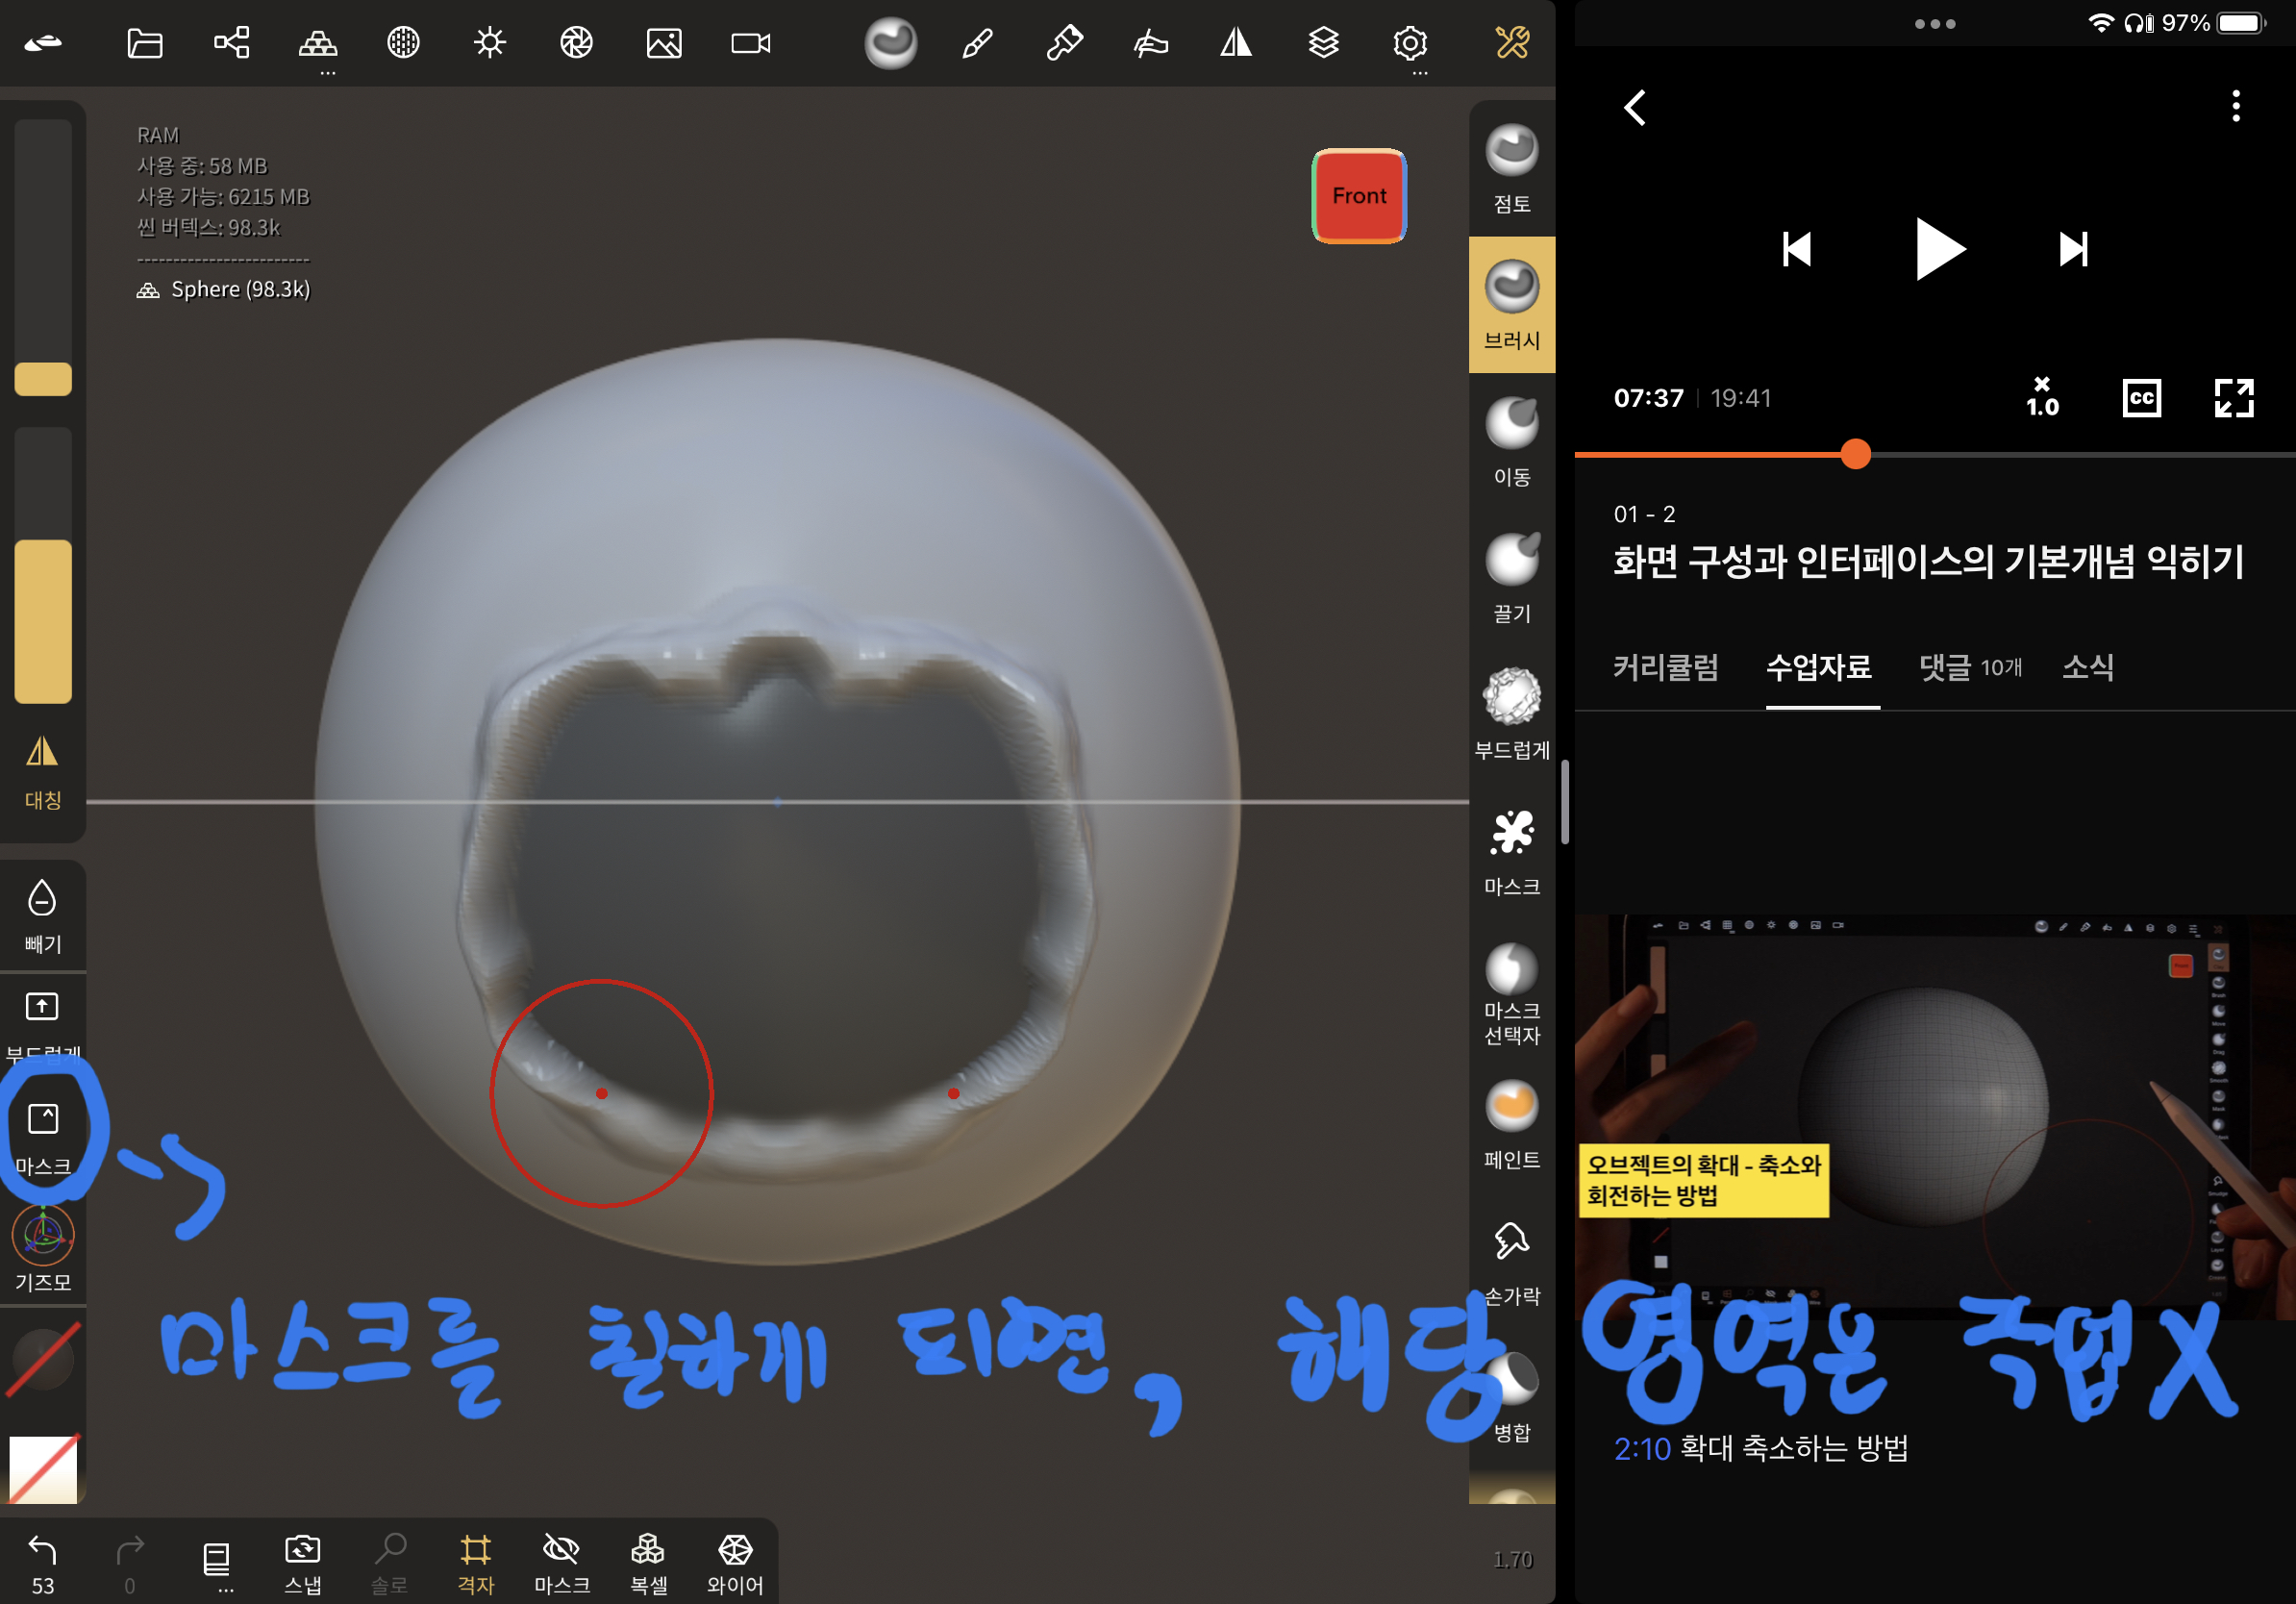 97%
RAM
사용 중: 58 MB
사용 가능: 6215 MB
씬 버텍스: 98.3k
------------------------
Sphere (98.3k)
Front
대칭
빼기
부드럽게
마스크
기즈모
점토
브러시
이동
끌기
부드럽게
마스크
마스크
선택자
페인트
손가락
병합
53
0
...
스냅
솔로
격자
마스크
복셀
와이어
1.70
07:37 | 19:41
×
1.0
CC
01 - 2
화면 구성과 인터페이스의 기본개념 익히기
커리큘럼 수업자료 댓글 10개 소식
오브젝트의 확대 - 축소와
회전하는 방법
마스크를 칠하게 되면, 해당 영역은 작업X
2:10 확대 축소하는 방법